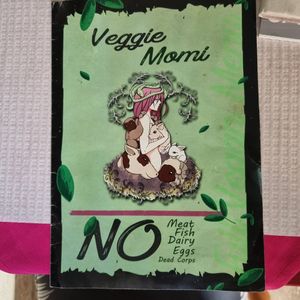 Veggie
Momi
NO
Meat
Fish
Dairy
Eggs
Dead Corps